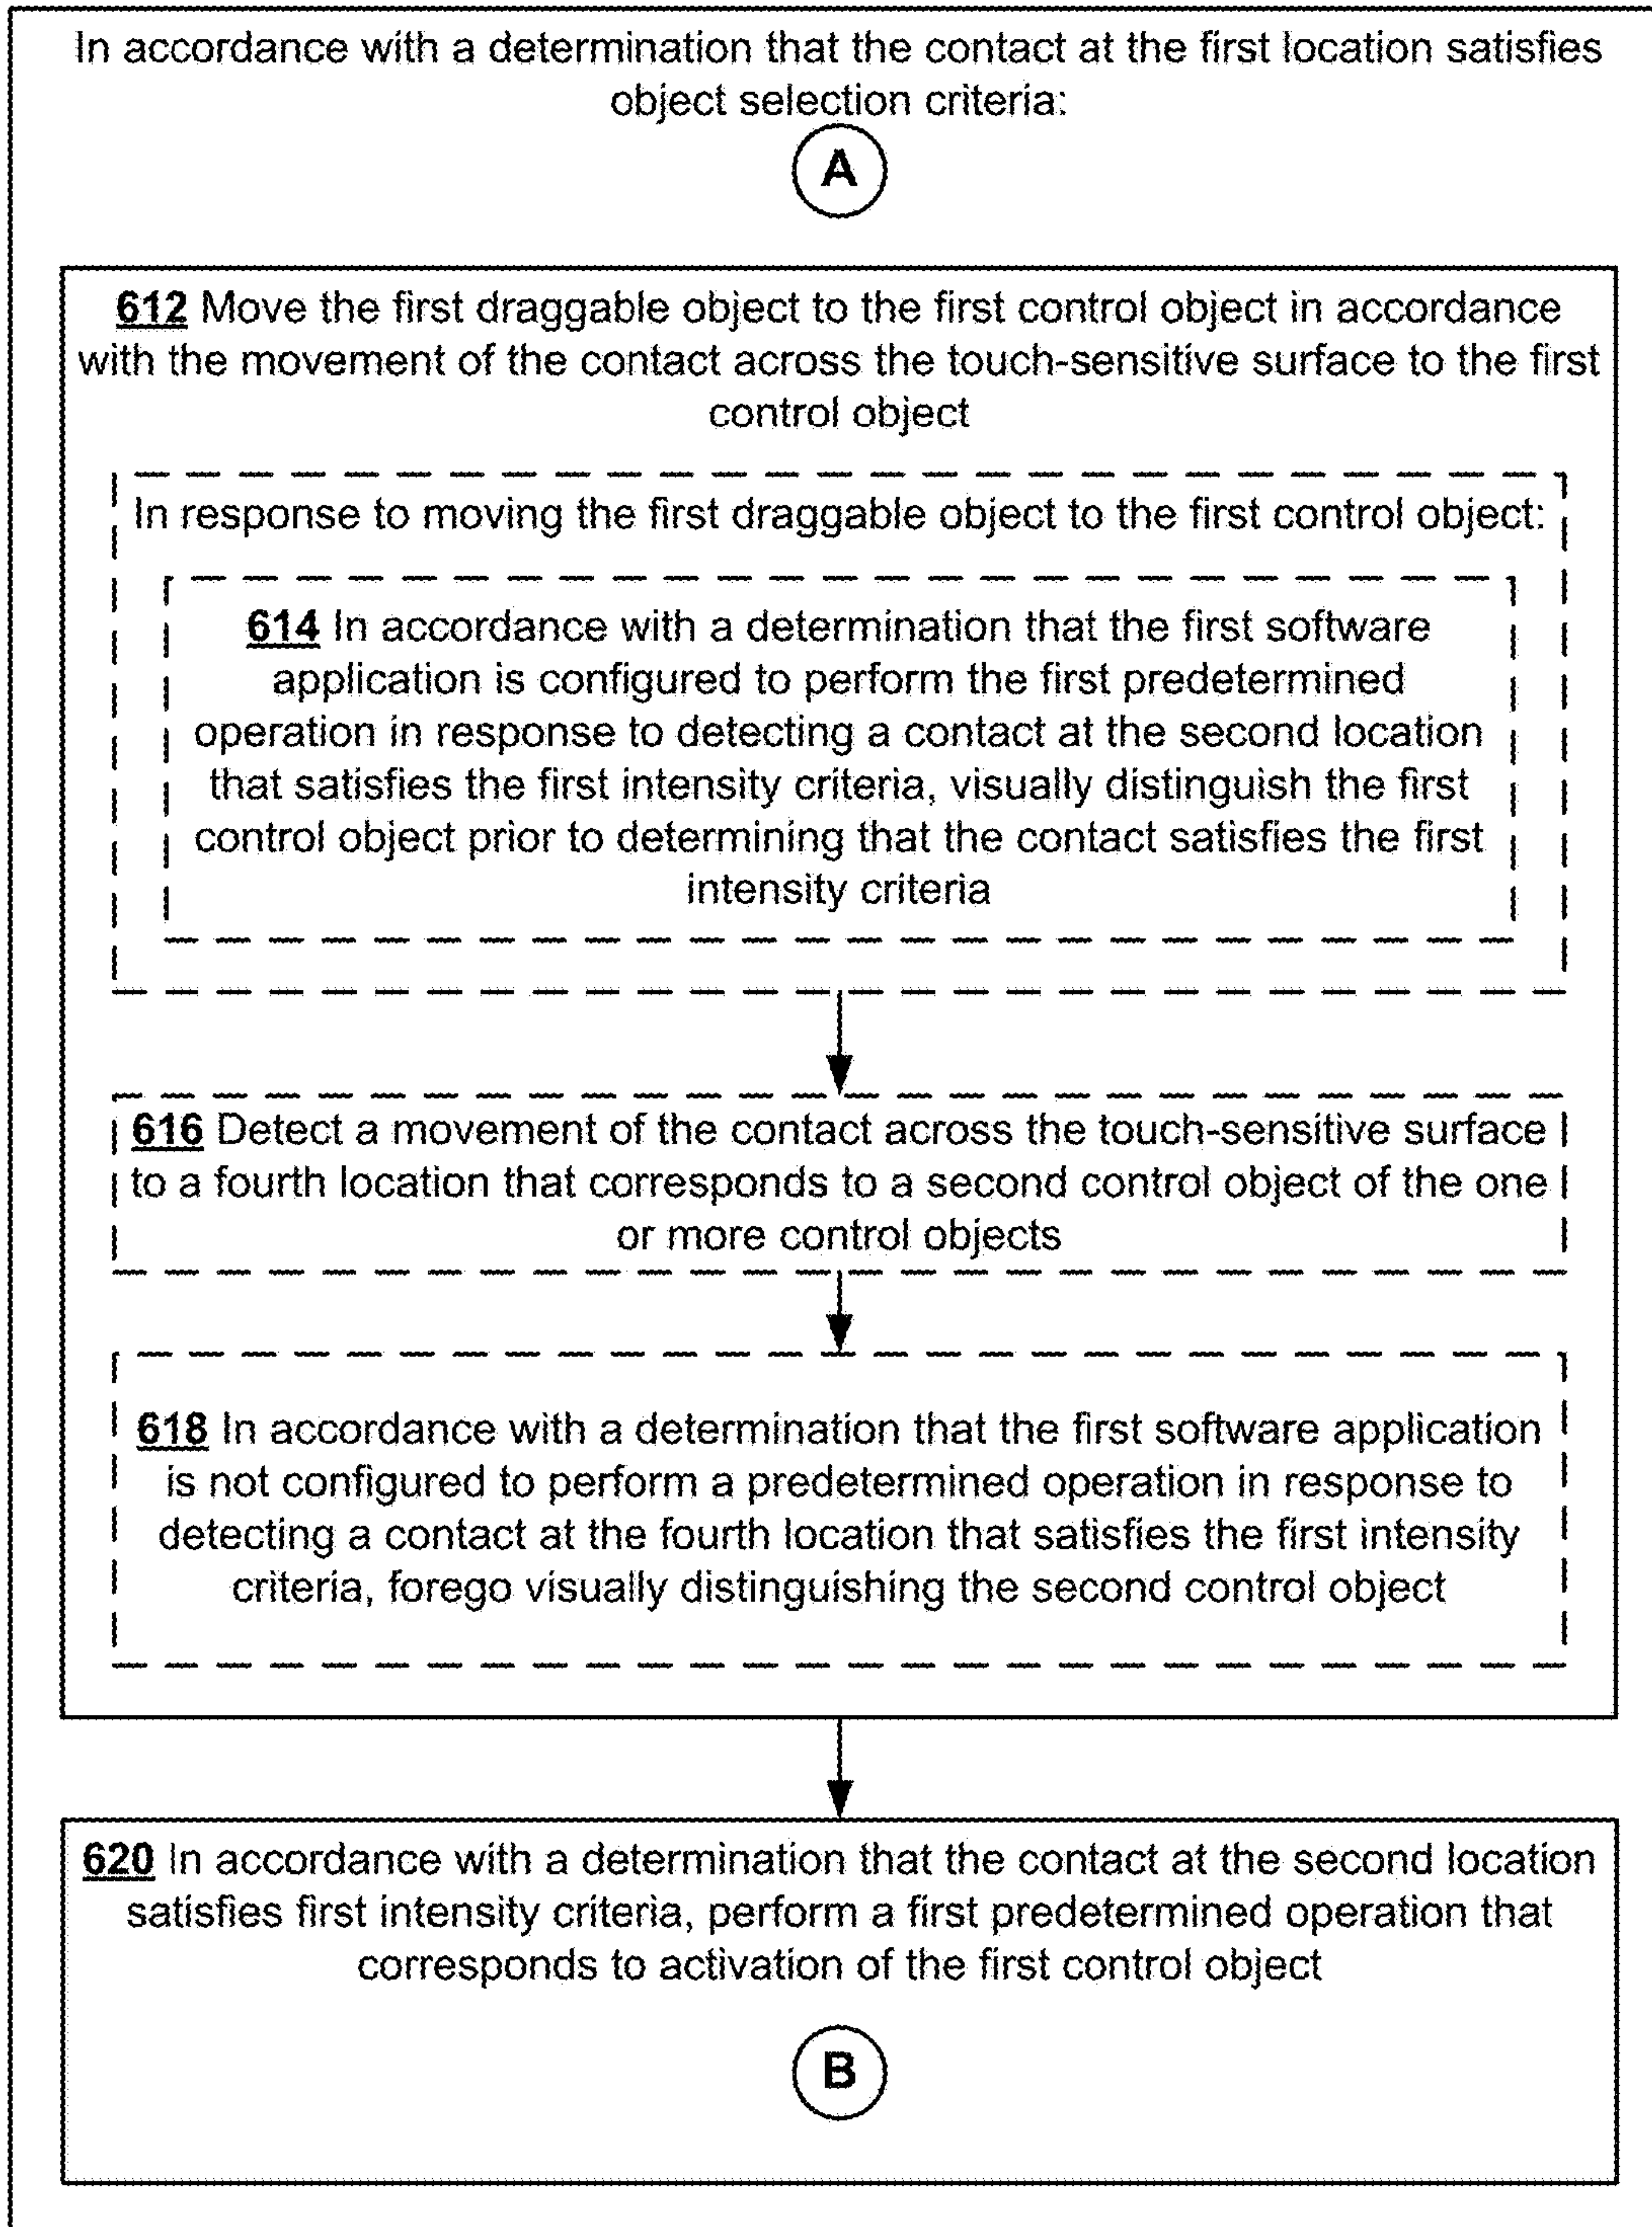 In accordance with a determination that the contact at the first location satisfies
object selection criteria:
A
612 Move the first draggable object to the first control object in accordance
with the movement of the contact across the touch-sensitive surface to the first
control object
In response to moving the first draggable object to the first control object:
614 In accordance with a determination that the first software
application is configured to perform the first predetermined
operation in response to detecting a contact at the second location
that satisfies the first intensity criteria, visually distinguish the first
control object prior to determining that the contact satisfies the first
intensity criteria
616 Detect a movement of the contact across the touch-sensitive surface
to a fourth location that corresponds to a second control object of the one
or more control objects
618 In accordance with a determination that the first software application
is not configured to perform a predetermined operation in response to
detecting a contact at the fourth location that satisfies the first intensity
criteria, forego visually distinguishing the second control object
620 In accordance with a determination that the contact at the second location
satisfies first intensity criteria, perform a first predetermined operation that
corresponds to activation of the first control object
B